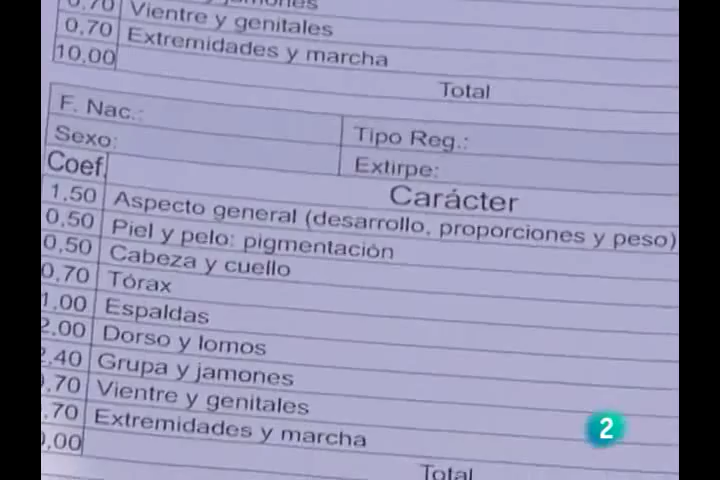 0,70 Vientre y genitales
0,70 Extremidades y marcha
10,00
Total
F. Nac.:
Tipo Reg.:
Sexo:
Extirpe:
Coef.
Carácter
1,50 Aspecto general (desarrollo, proporciones y peso)
0,50 Piel y pelo: pigmentación
0,50 Cabeza y cuello
0,70 Tórax
1,00 Espaldas
2,00 Dorso y lomos
2,40 Grupa y jamones
,70 Vientre y genitales
,70 Extremidades y marcha
,00
Total
2